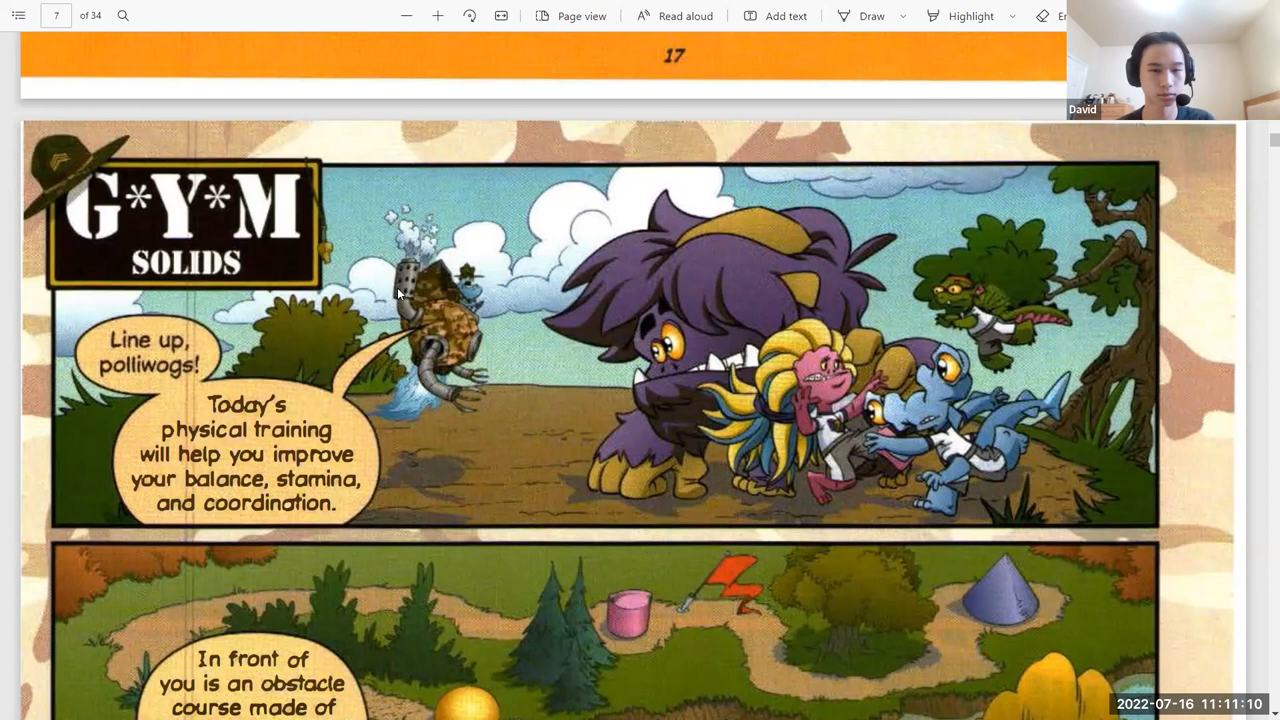 7 of 34
Page view
Read aloud
Add text
Draw
Highlight
17
David
G*Y*M
SOLIDS
Line up,
polliwogs!
Today's
physical training
will help you improve
your balance, stamina,
and coordination.
In front of
you is an obstacle
course made of
2022-07-16 11:11:10